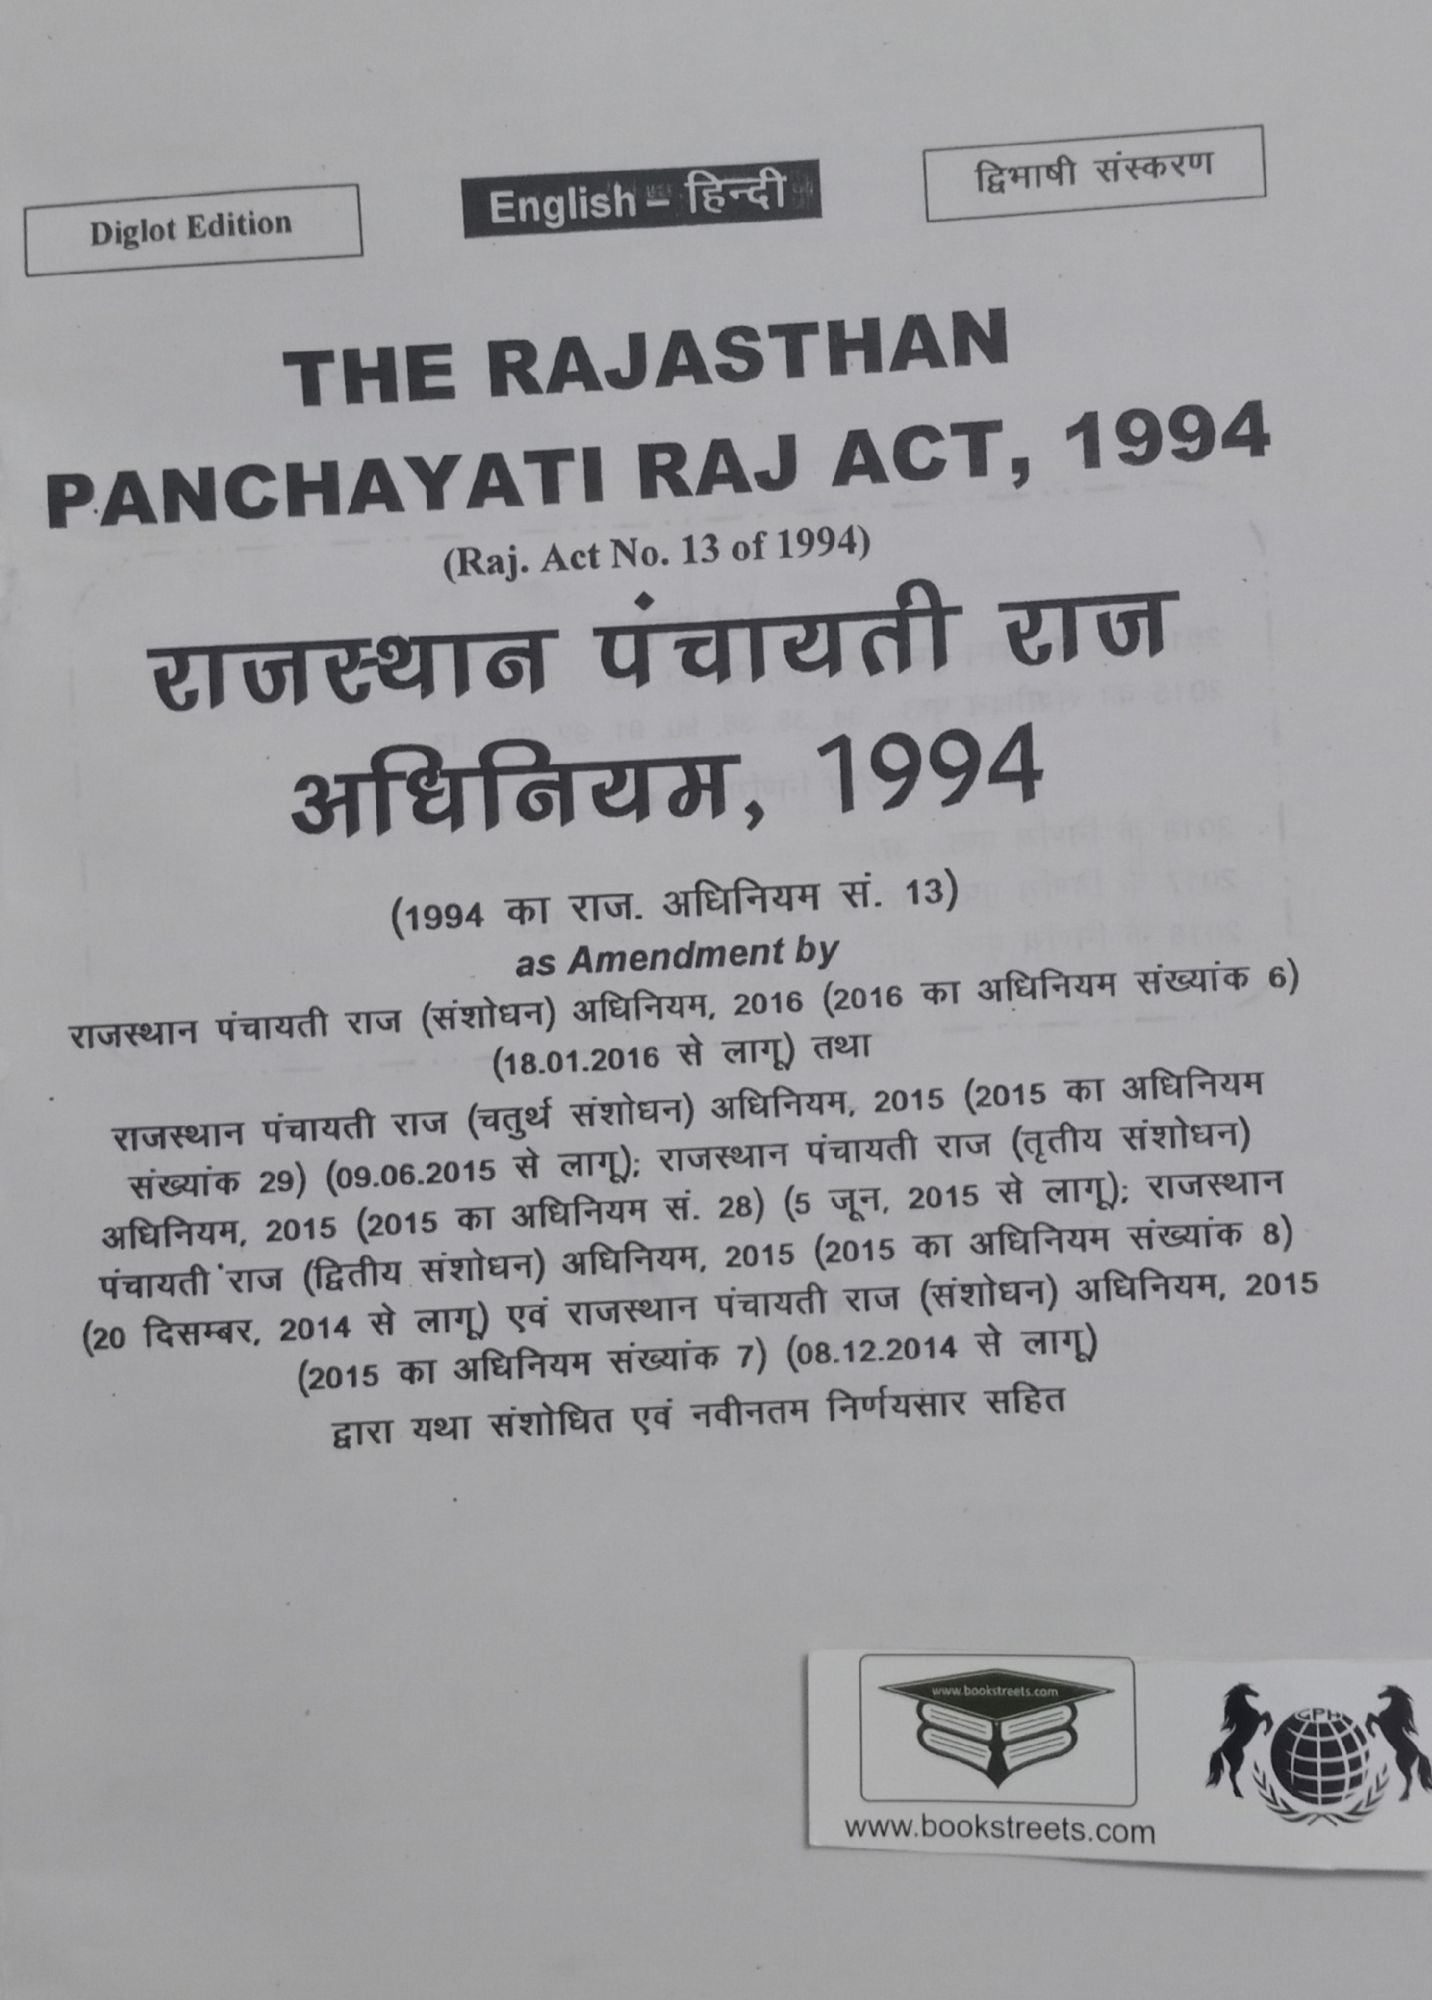 Diglot Edition
English – हिन्दी
द्विभाषी संस्करण
THE RAJASTHAN
PANCHAYATI RAJ ACT, 1994
(Raj. Act No. 13 of 1994)
राजस्थान पंचायती राज
अधिनियम, 1994
(1994 का राज. अधिनियम सं. 13)
as Amendment by
राजस्थान पंचायती राज (संशोधन) अधिनियम, 2016 (2016 का अधिनियम संख्यांक 6)
(18.01.2016 से लागू) तथा
राजस्थान पंचायती राज (चतुर्थ संशोधन) अधिनियम, 2015 (2015 का अधिनियम
संख्यांक 29) (09.06.2015 से लागू); राजस्थान पंचायती राज (तृतीय संशोधन)
अधिनियम, 2015 (2015 का अधिनियम सं. 28) (5 जून, 2015 से लागू); राजस्थान
पंचायती राज (द्वितीय संशोधन) अधिनियम, 2015 (2015 का अधिनियम संख्यांक 8)
(20 दिसम्बर, 2014 से लागू) एवं राजस्थान पंचायती राज (संशोधन) अधिनियम, 2015
(2015 का अधिनियम संख्यांक 7) (08.12.2014 से लागू)
द्वारा यथा संशोधित एवं नवीनतम निर्णयसार सहित
www.bookstreets.com
GPH
www.bookstreets.com